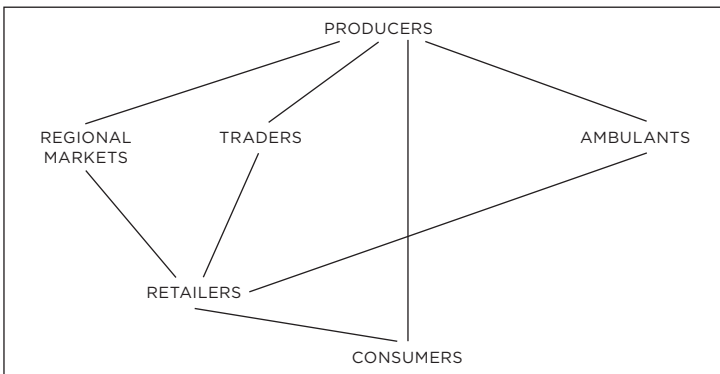 PRODUCERS
REGIONAL
MARKETS
TRADERS
AMBULANTS
RETAILERS
CONSUMERS